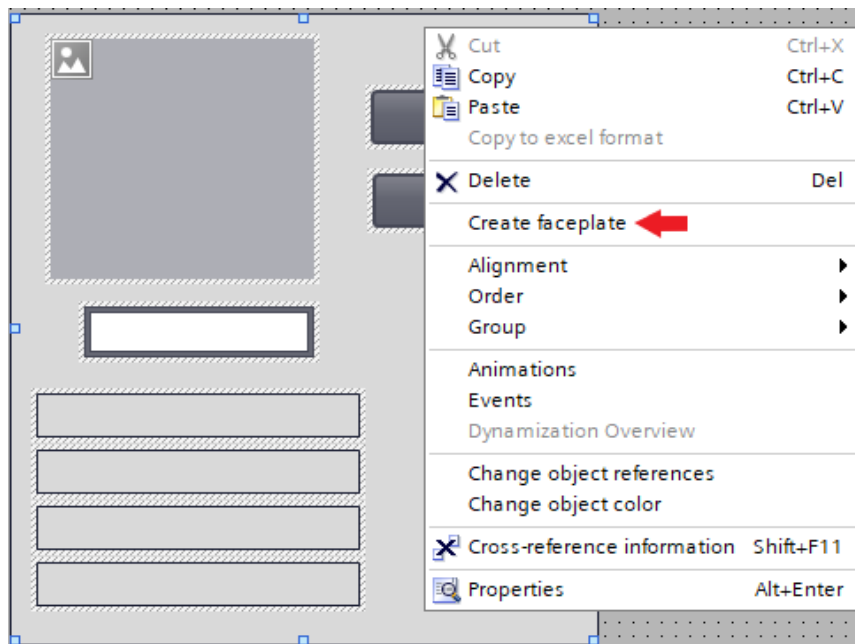 Cut Ctrl+X
Copy Ctrl+C
Paste Ctrl+V
Copy to excel format
Delete Del
Create faceplate
Alignment
Order
Group
Animations
Events
Dynamization Overview
Change object references
Change object color
Cross-reference information Shift+F11
Properties Alt+Enter